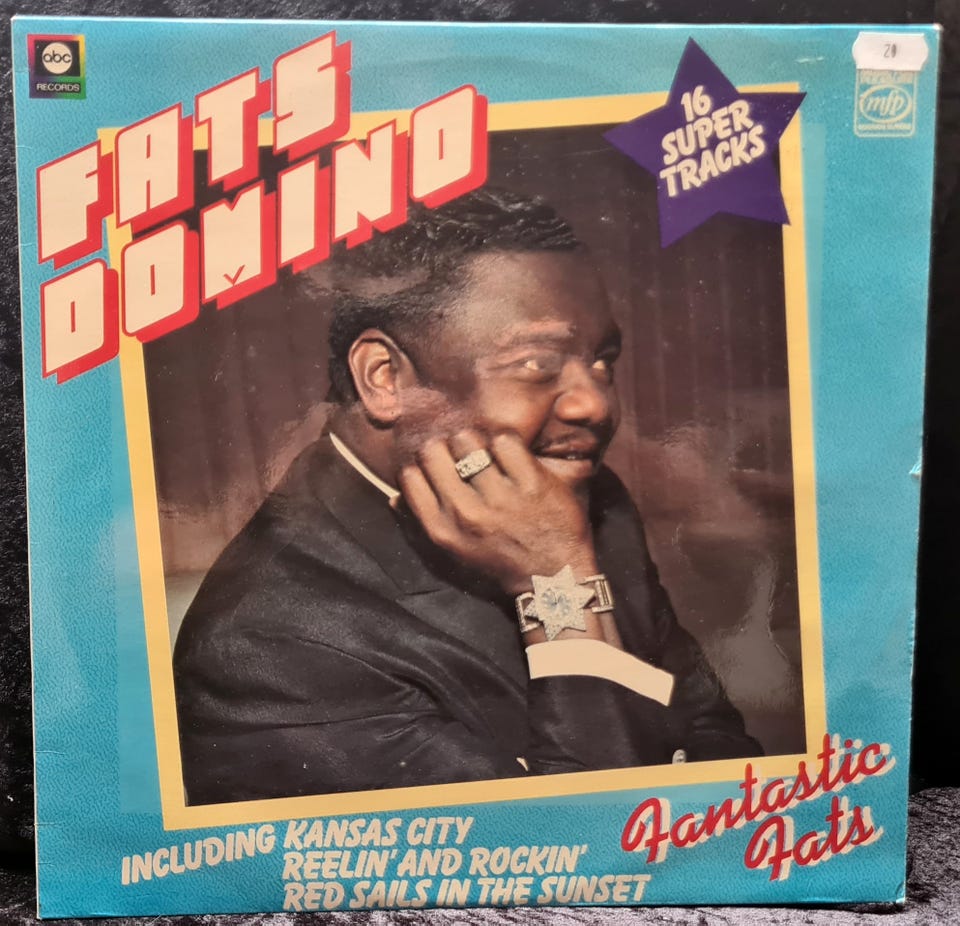 abc
RECORDS
FATS
DOMINO
16
SUPER
TRACKS
20
mfp
INCLUDING KANSAS CITY
REELIN' AND ROCKIN'
RED SAILS IN THE SUNSET
Fantastic
Fats